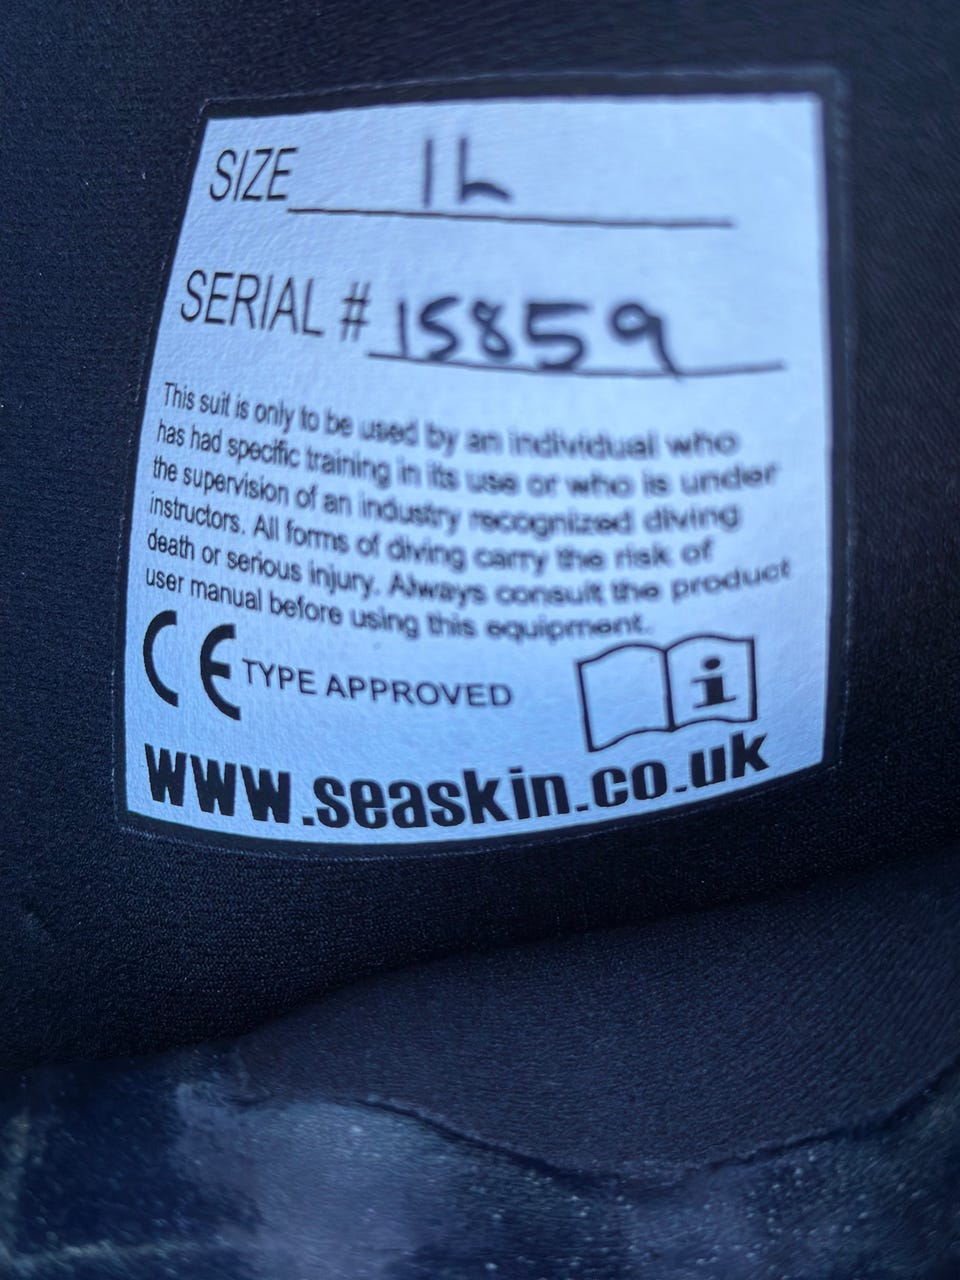 SIZE 1L
SERIAL # 15859
This suit is only to be used by an individual who
has had specific training in its use or who is under
the supervision of an industry recognized diving
instructors. All forms of diving carry the risk of
death or serious injury. Always consult the product
user manual before using this equipment.
CE TYPE APPROVED
i
www.seaskin.co.uk